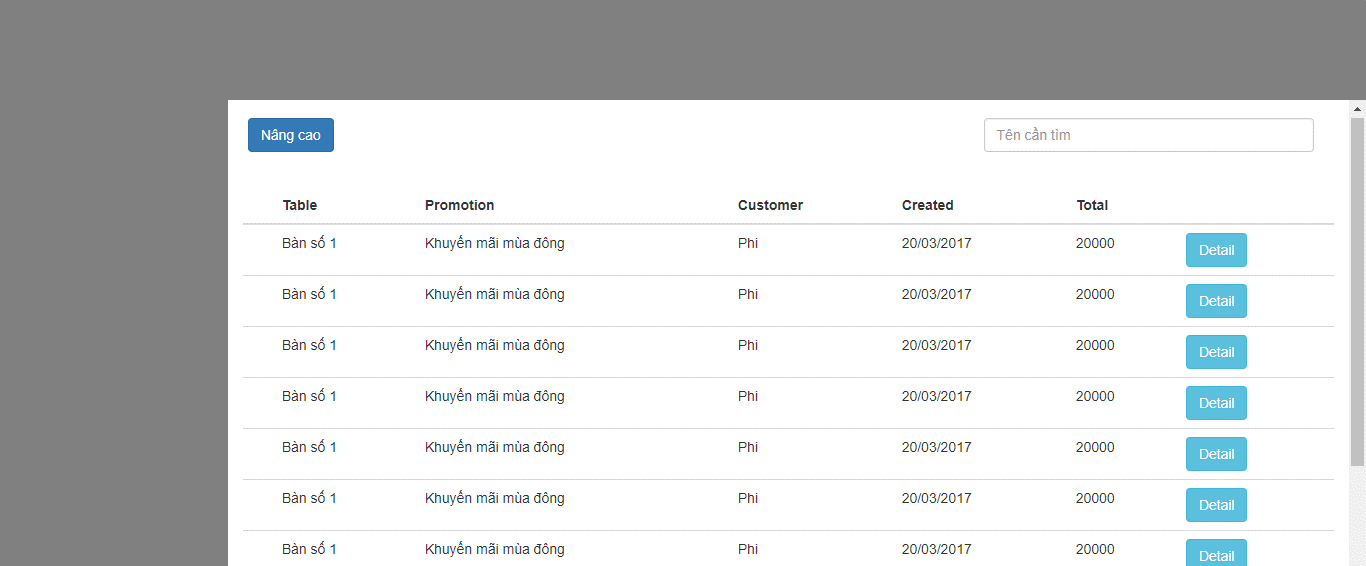 Nâng cao Tên cần tìm
Table Promotion Customer Created Total
Bàn số 1 Khuyến mãi mùa đông Phi 20/03/2017 20000 Detail
Bàn số 1 Khuyến mãi mùa đông Phi 20/03/2017 20000 Detail
Bàn số 1 Khuyến mãi mùa đông Phi 20/03/2017 20000 Detail
Bàn số 1 Khuyến mãi mùa đông Phi 20/03/2017 20000 Detail
Bàn số 1 Khuyến mãi mùa đông Phi 20/03/2017 20000 Detail
Bàn số 1 Khuyến mãi mùa đông Phi 20/03/2017 20000 Detail
Bàn số 1 Khuyến mãi mùa đông Phi 20/03/2017 20000 Detail